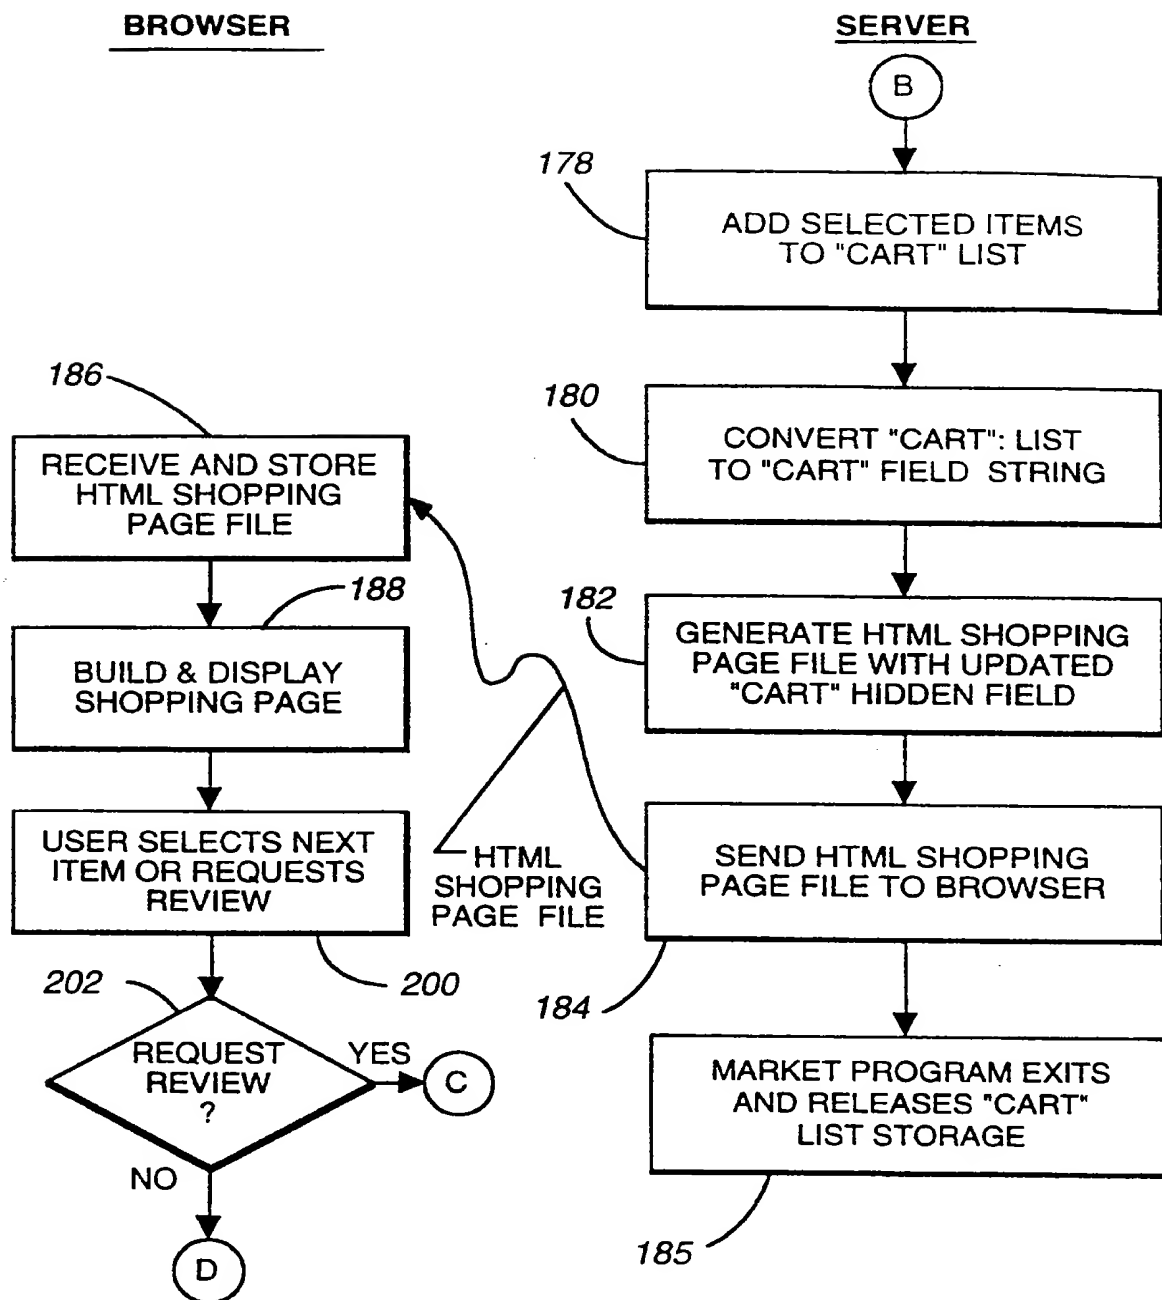 BROWSER
SERVER
B
178
ADD SELECTED ITEMS
TO "CART" LIST
180
CONVERT "CART": LIST
TO "CART" FIELD STRING
182
GENERATE HTML SHOPPING
PAGE FILE WITH UPDATED
"CART" HIDDEN FIELD
SEND HTML SHOPPING
PAGE FILE TO BROWSER
184
MARKET PROGRAM EXITS
AND RELEASES "CART"
LIST STORAGE
185
HTML
SHOPPING
PAGE FILE
186
RECEIVE AND STORE
HTML SHOPPING
PAGE FILE
188
BUILD & DISPLAY
SHOPPING PAGE
USER SELECTS NEXT
ITEM OR REQUESTS
REVIEW
200
202
REQUEST
REVIEW
?
YES
C
NO
D